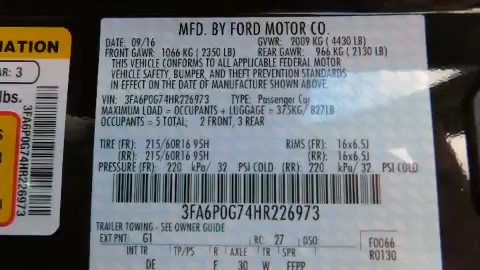 MFD. BY FORD MOTOR CO.
DATE: 09/16 GVWR: 2009 KG ( 4430 LB)
FRONT GAWR: 1066 KG ( 2350 LB) REAR GAWR: 966 KG ( 2130 LB)
THIS VEHICLE CONFORMS TO ALL APPLICABLE FEDERAL MOTOR
VEHICLE SAFETY, BUMPER, AND THEFT PREVENTION STANDARDS
IN EFFECT ON THE DATE OF MANUFACTURE SHOWN ABOVE.
VIN: 3FA6P0G74HR226973 TYPE: Passenger Car
MAXIMUM LOAD = OCCUPANTS + LUGGAGE = 375KG/ 827LB
OCCUPANTS = 5 TOTAL; 2 FRONT, 3 REAR
TIRE (FR): 215/60R16 95H RIMS (FR): 16x6.5J
(RR): 215/60R16 95H (RR): 16x6.5J
PRESSURE (FR): 220 kPa/ 32 PSI COLD (RR): 220 kPa/ 32 PSI COLD
3FA6P0G74HR226973
TRAILER TOWING - SEE OWNER GUIDE
EXT PNT: G1 RC: 27 DSO: F0066
R0130
INT TR TP/PS R AXLE TR SPR
DE F 30 W FFPP
MATION
AR: 3
lbs.
3FA6P0G74HR226973